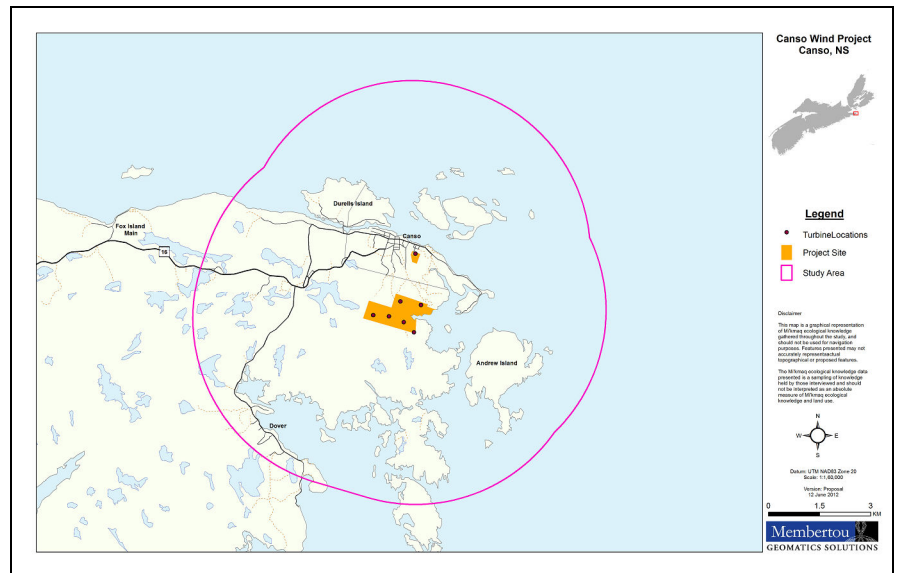 Canso Wind Project
Canso, NS
Durells Island
Fox Island
Main
Canso
16
Andrew Island
Dover
Legend
TurbineLocations
Project Site
Study Area
Disclaimer
This map is a graphical representation
of Mi'kmaq ecological knowledge
gathered throughout the study, and
should not be used for navigation
purposes. Features presented may not
accurately representactual
topographical or proposed features.
The Mi'kmaq ecological knowledge data
presented is a sampling of knowledge
held by those interviewed and should
not be interpreted as an absolute
measure of Mi'kmaq ecological
knowledge and land use.
N
W
E
S
Datum: UTM NAD83 Zone 20
Scale: 1:1,60,000
Version: Proposal
12 June 2012
0 1.5 3
KM
Membertou
GEOMATICS SOLUTIONS